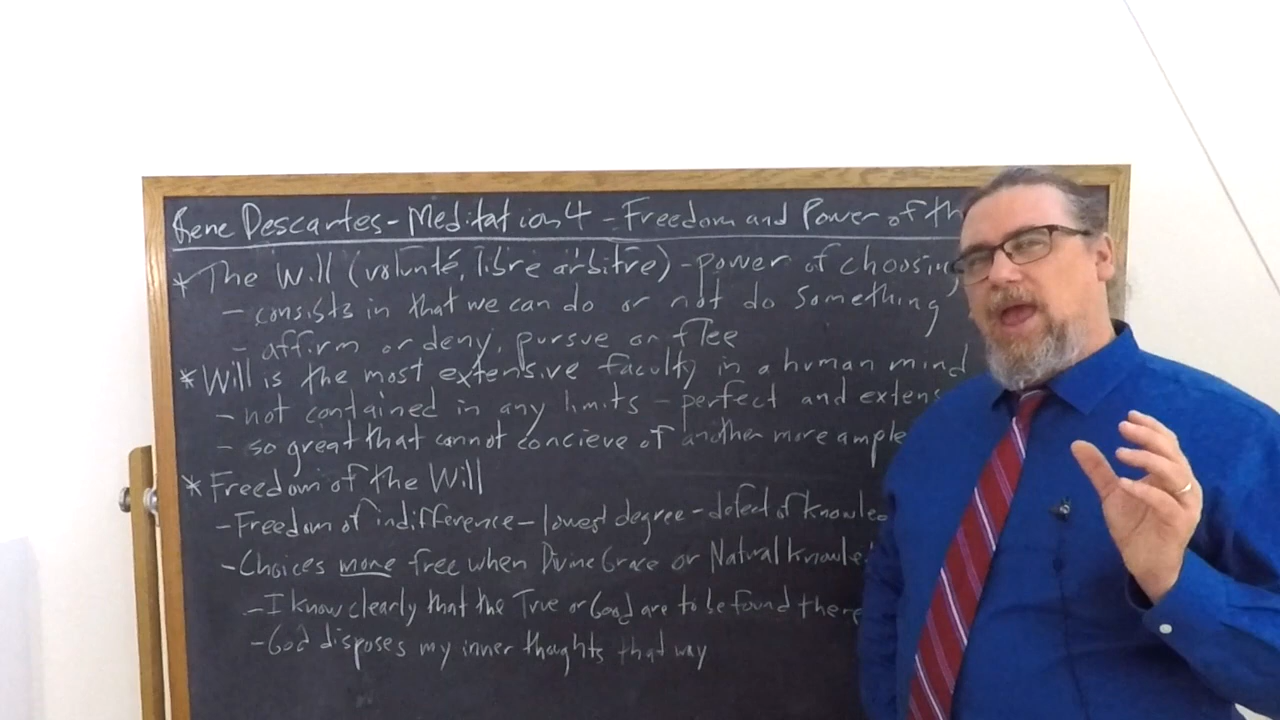 Rene Descartes - Meditation 4 - Freedom and Power of th
* The Will (volunté, libre arbitre) - power of choosing
- consists in that we can do or not do something
- affirm or deny, pursue or flee
* Will is the most extensive faculty in a human mind
- not contained in any limits - perfect and extens
- so great that cannot concieve of another more ample
* Freedom of the Will
- Freedom of indifference - lowest degree - defect of knowled
- Choices more free when Divine Grace or Natural Knowled
- I know clearly that the True or Good are to be found there
- God disposes my inner thoughts that way